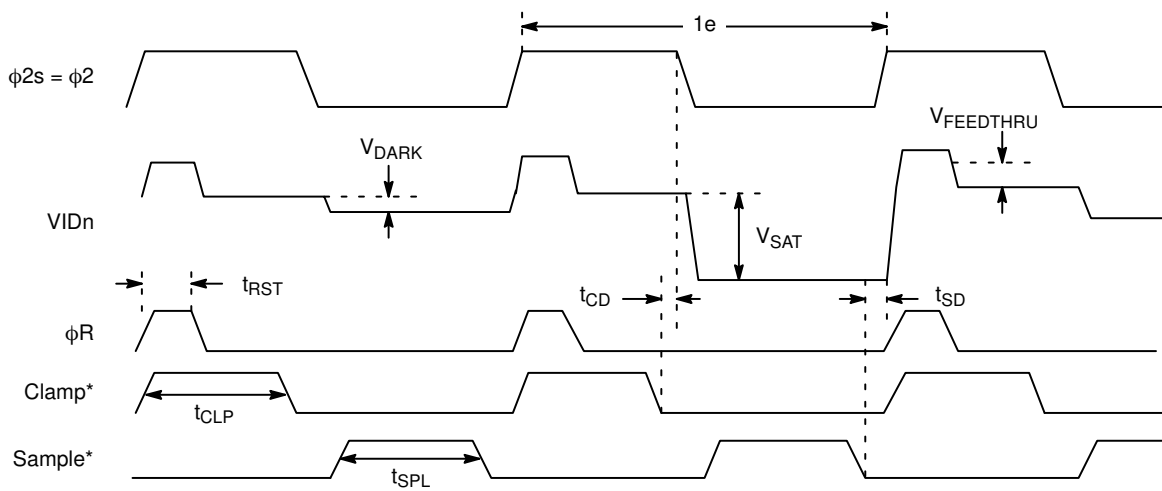 1e
ϕ2s = ϕ2
V_FEEDTHRU
V_DARK
VIDn
V_SAT
t_RST
t_CD
t_SD
ϕR
Clamp*
t_CLP
Sample*
t_SPL